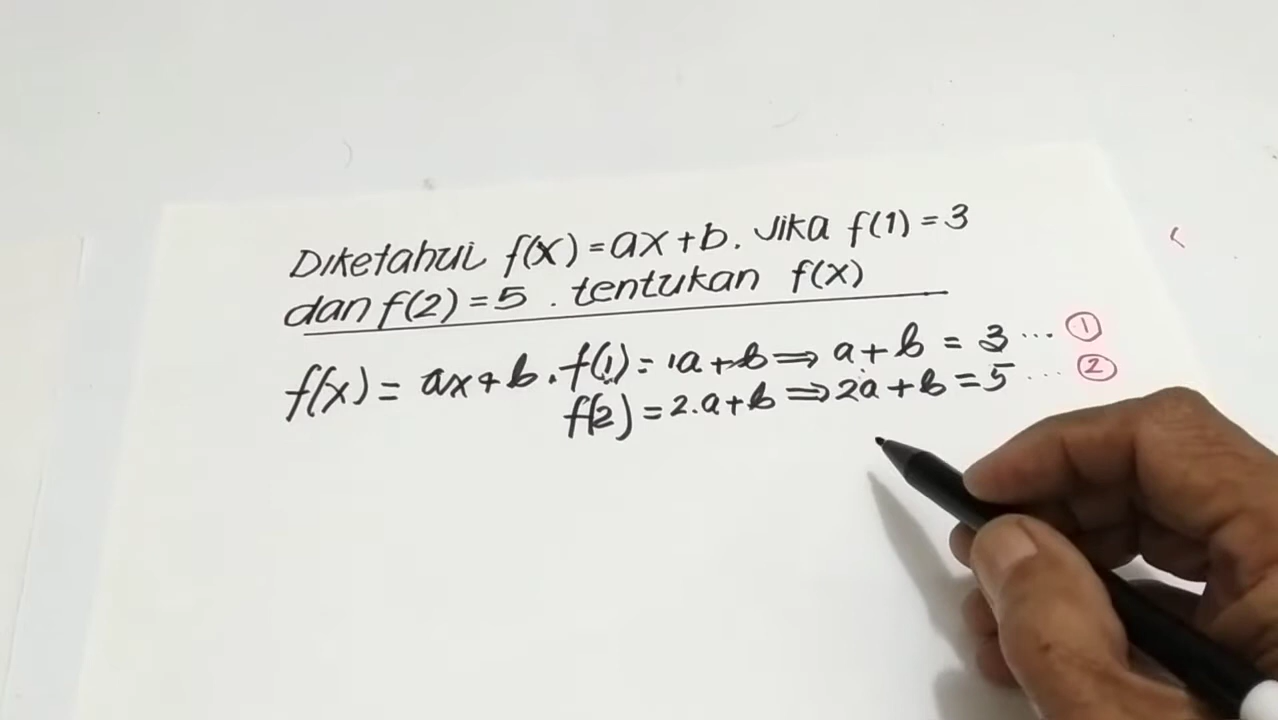 Diketahui f(x) = ax + b. Jika f(1) = 3
dan f(2) = 5. tentukan f(x)
f(x) = ax + b. f(1) = 1a + b ⇒ a + b = 3 ... ①
f(2) = 2.a + b ⇒ 2a + b = 5 ... ②